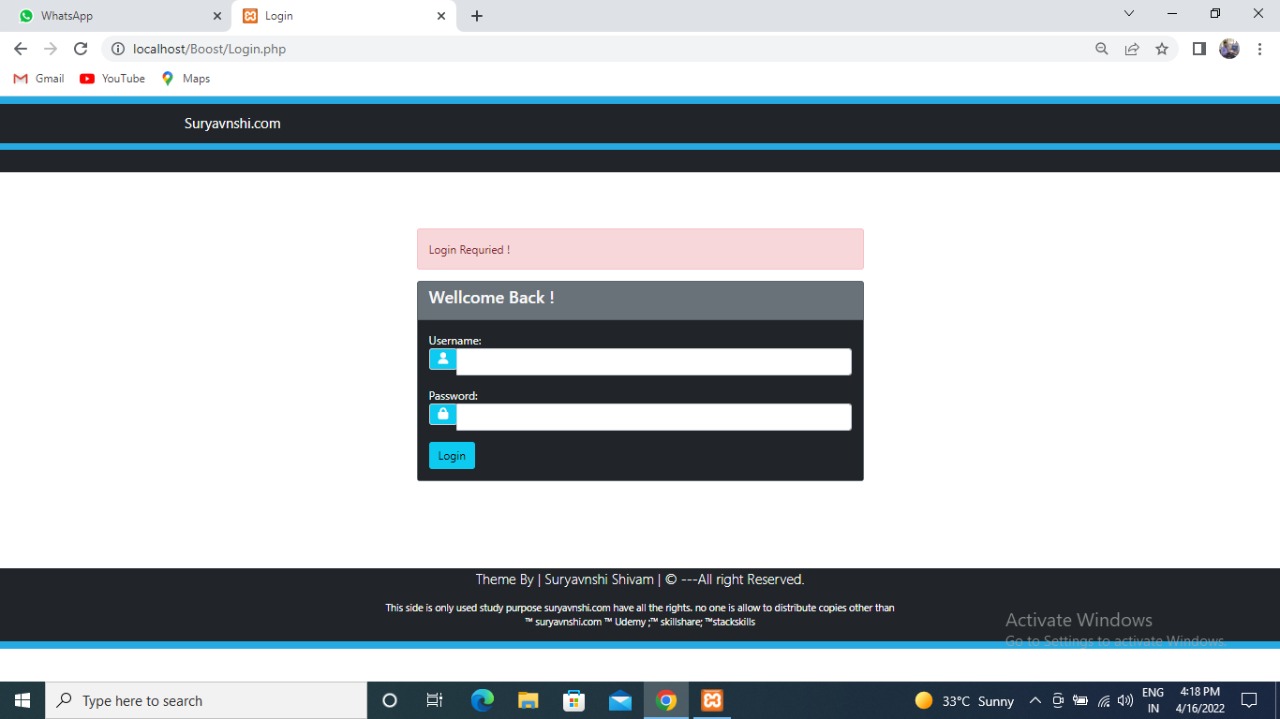 WhatsApp
Login
localhost/Boost/Login.php
Gmail
YouTube
Maps
Suryavnshi.com
Login Requried !
Wellcome Back !
Username:
Password:
Login
Theme By | Suryavnshi Shivam | © ---All right Reserved.
This side is only used study purpose suryavnshi.com have all the rights. no one is allow to distribute copies other than
™ suryavnshi.com ™ Udemy ;™ skillshare; ™stackskills
Activate Windows
Go to Settings to activate Windows.
Type here to search
33°C Sunny
ENG
IN
4:18 PM
4/16/2022